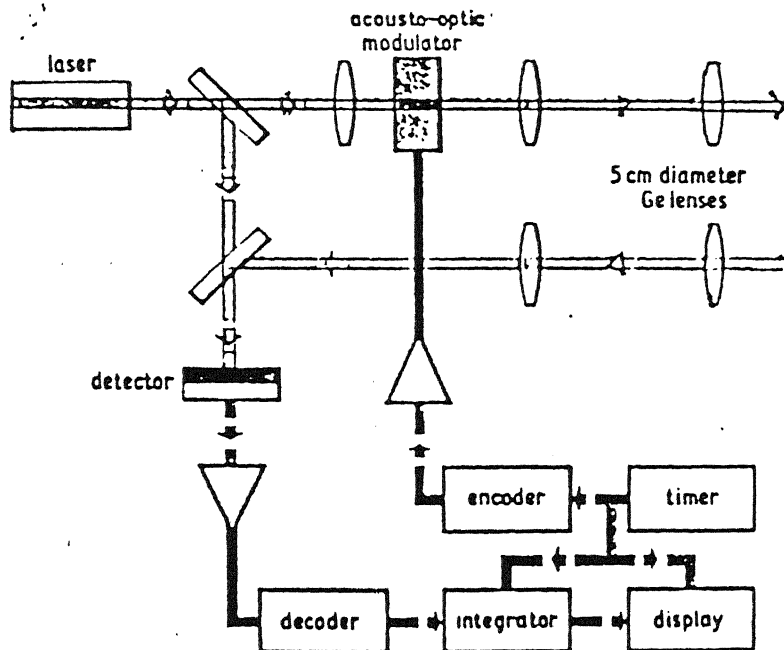 acousto-optic
modulator
laser
5 cm diameter
Ge lenses
detector
encoder
timer
decoder
integrator
display